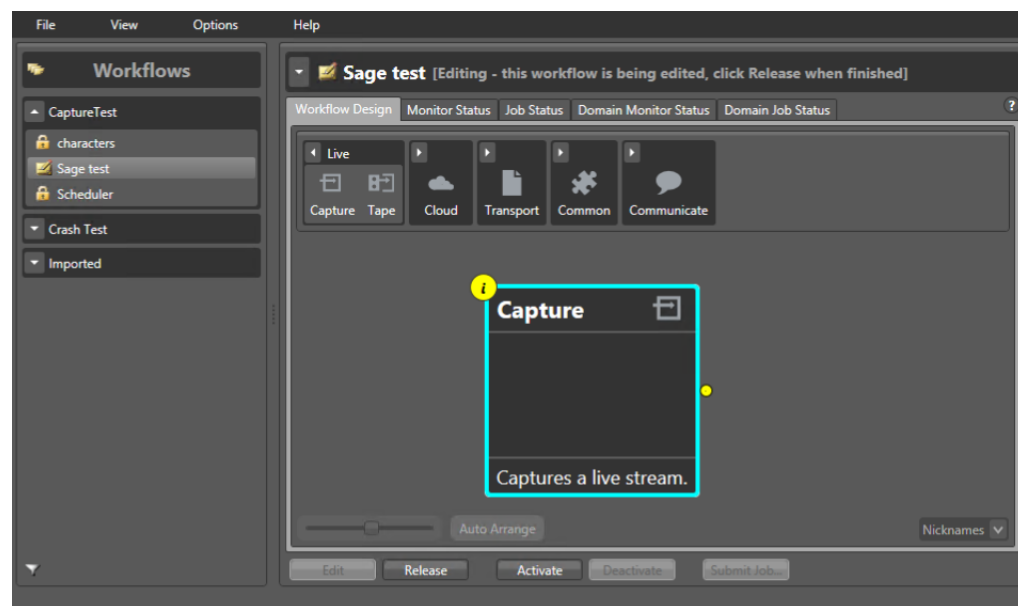 File View Options Help
Workflows
CaptureTest
characters
Sage test
Scheduler
Crash Test
Imported
Sage test [Editing - this workflow is being edited, click Release when finished]
Workflow Design Monitor Status Job Status Domain Monitor Status Domain Job Status ?
Live
Capture Tape Cloud Transport Common Communicate
i
Capture
Captures a live stream.
Auto Arrange Nicknames
Edit Release Activate Deactivate Submit Job...